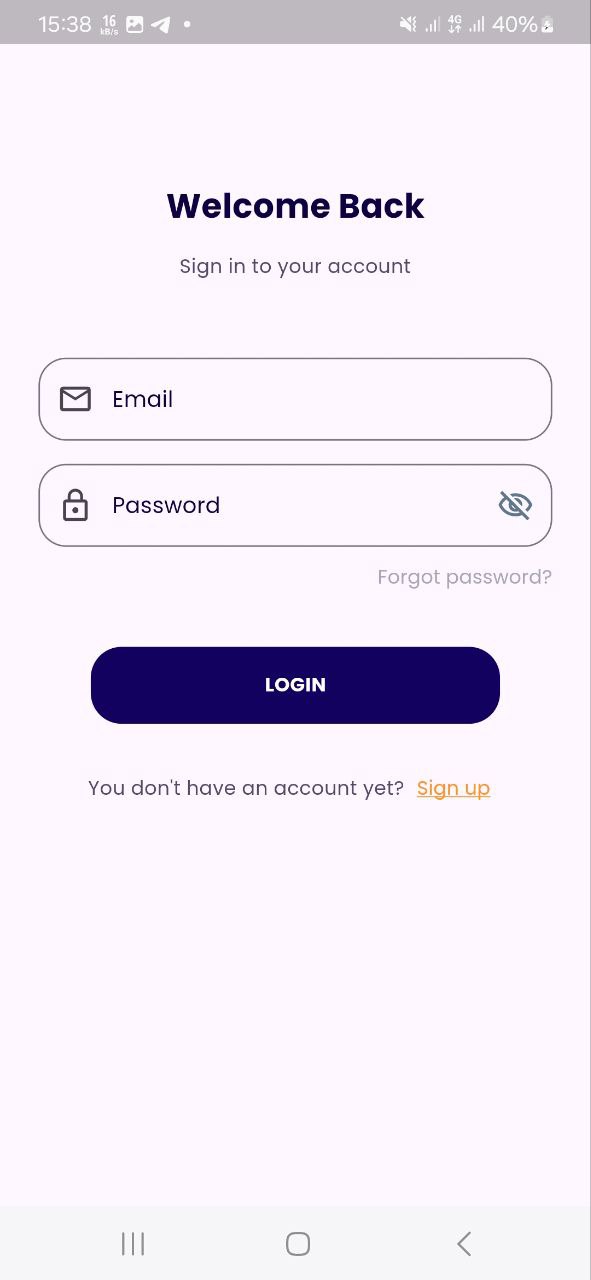 15:38 16 kB/s 4G 40%
Welcome Back
Sign in to your account
Email
Password
Forgot password?
LOGIN
You don't have an account yet? Sign up